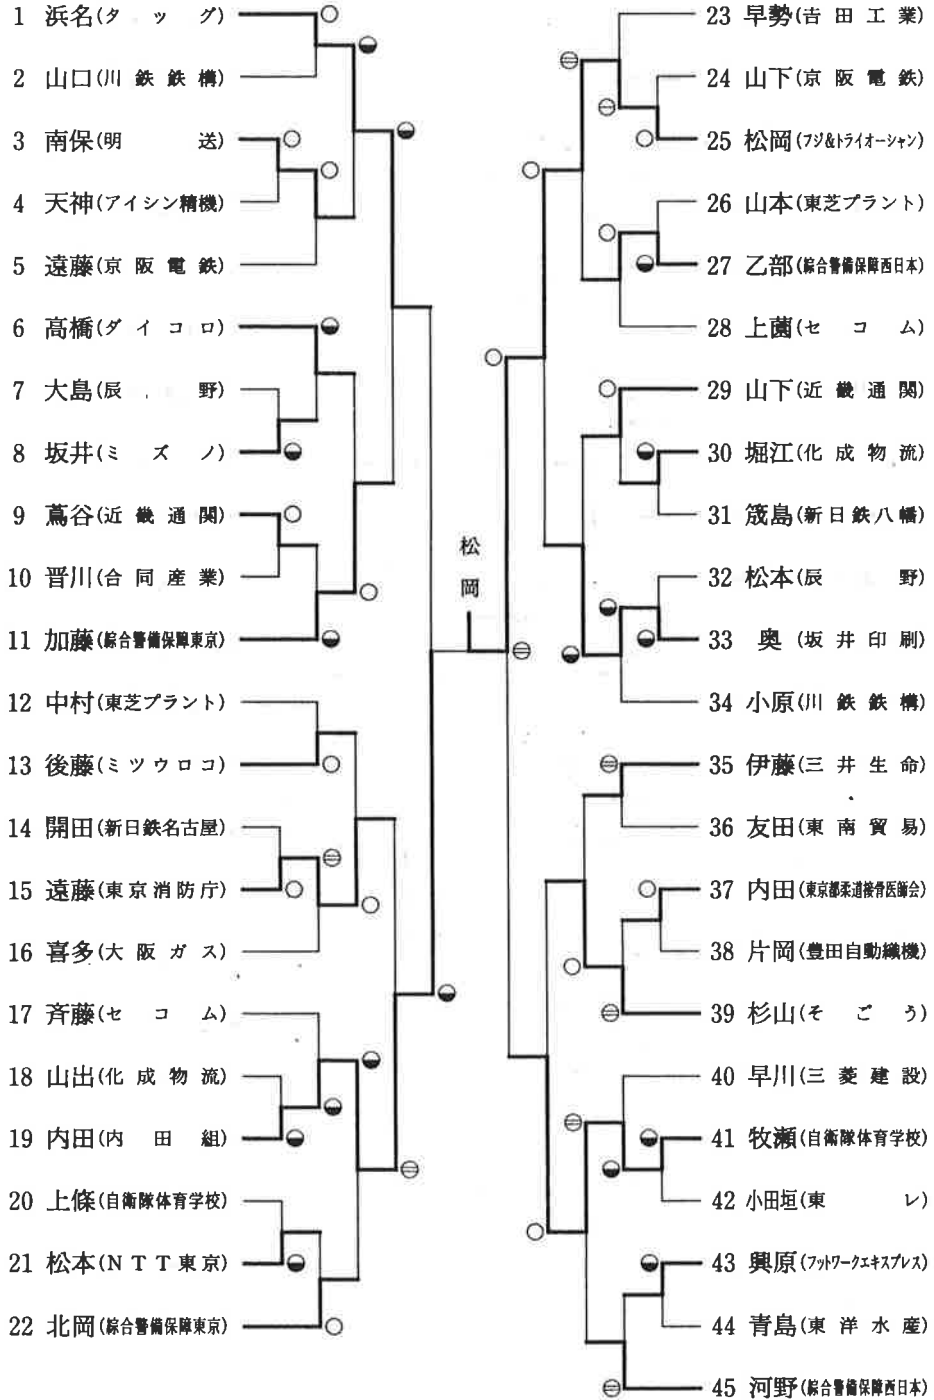 1 浜名(タッグ)
2 山口(川鉄鉄構)
3 南保(明送)
4 天神(アイシン精機)
5 遠藤(京阪電鉄)
6 高橋(ダイコロ)
7 大島(辰野)
8 坂井(ミズノ)
9 蔦谷(近畿通関)
10 晋川(合同産業)
11 加藤(綜合警備保障東京)
12 中村(東芝プラント)
13 後藤(ミツウロコ)
14 開田(新日鉄名古屋)
15 遠藤(東京消防庁)
16 喜多(大阪ガス)
17 斉藤(セコム)
18 山出(化成物流)
19 内田(内田組)
20 上條(自衛隊体育学校)
21 松本(NTT東京)
22 北岡(綜合警備保障東京)
松岡
23 早勢(吉田工業)
24 山下(京阪電鉄)
25 松岡(フジ&トライオーシャン)
26 山本(東芝プラント)
27 乙部(綜合警備保障西日本)
28 上薗(セコム)
29 山下(近畿通関)
30 堀江(化成物流)
31 筬島(新日鉄八幡)
32 松本(辰野)
33 奥(坂井印刷)
34 小原(川鉄鉄構)
35 伊藤(三井生命)
36 友田(東南貿易)
37 内田(東京都柔道接骨医師会)
38 片岡(豊田自動織機)
39 杉山(そごう)
40 早川(三菱建設)
41 牧瀬(自衛隊体育学校)
42 小田垣(東レ)
43 興原(フットワークエキスプレス)
44 青島(東洋水産)
45 河野(綜合警備保障西日本)